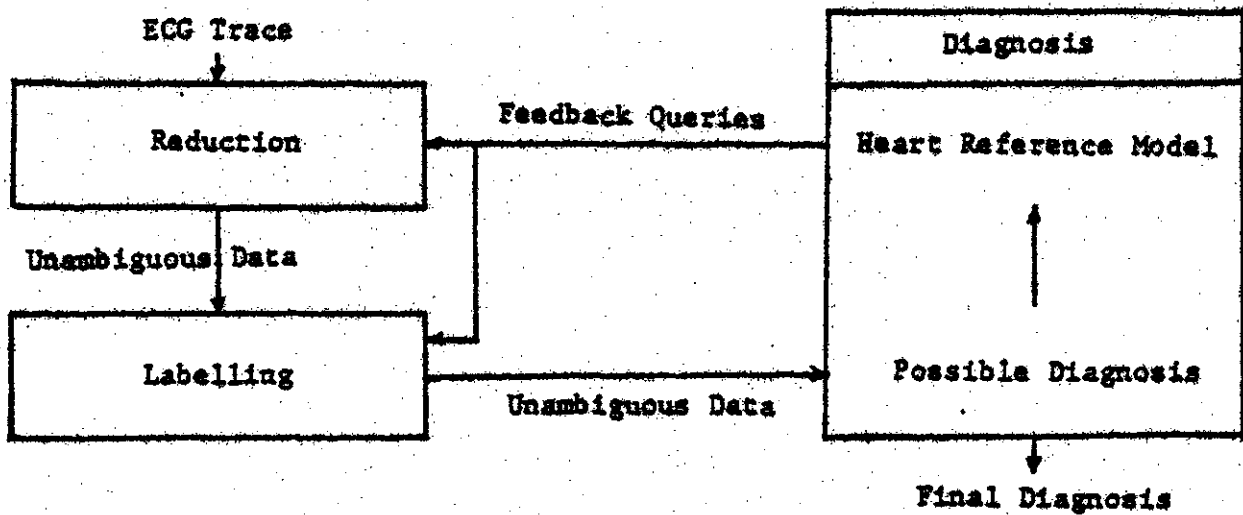 ECG Trace
Reduction
Unambiguous Data
Labelling
Feedback Queries
Unambiguous Data
Diagnosis
Heart Reference Model
Possible Diagnosis
Final Diagnosis